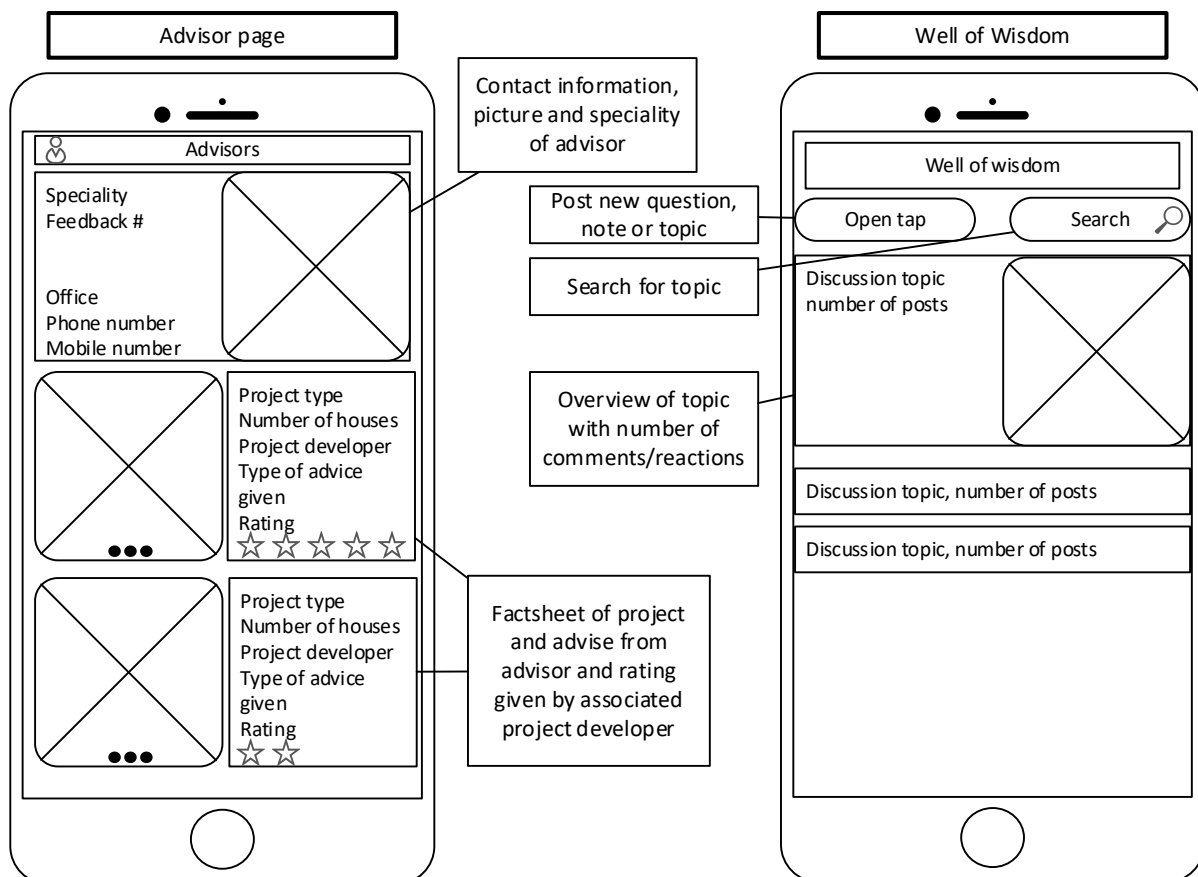 Advisor page
Advisors
Speciality
Feedback #
Office
Phone number
Mobile number
Project type
Number of houses
Project developer
Type of advice
given
Rating
Project type
Number of houses
Project developer
Type of advice
given
Rating
Contact information,
picture and speciality
of advisor
Post new question,
note or topic
Search for topic
Overview of topic
with number of
comments/reactions
Factsheet of project
and advise from
advisor and rating
given by associated
project developer
Well of Wisdom
Well of wisdom
Open tap
Search
Discussion topic
number of posts
Discussion topic, number of posts
Discussion topic, number of posts